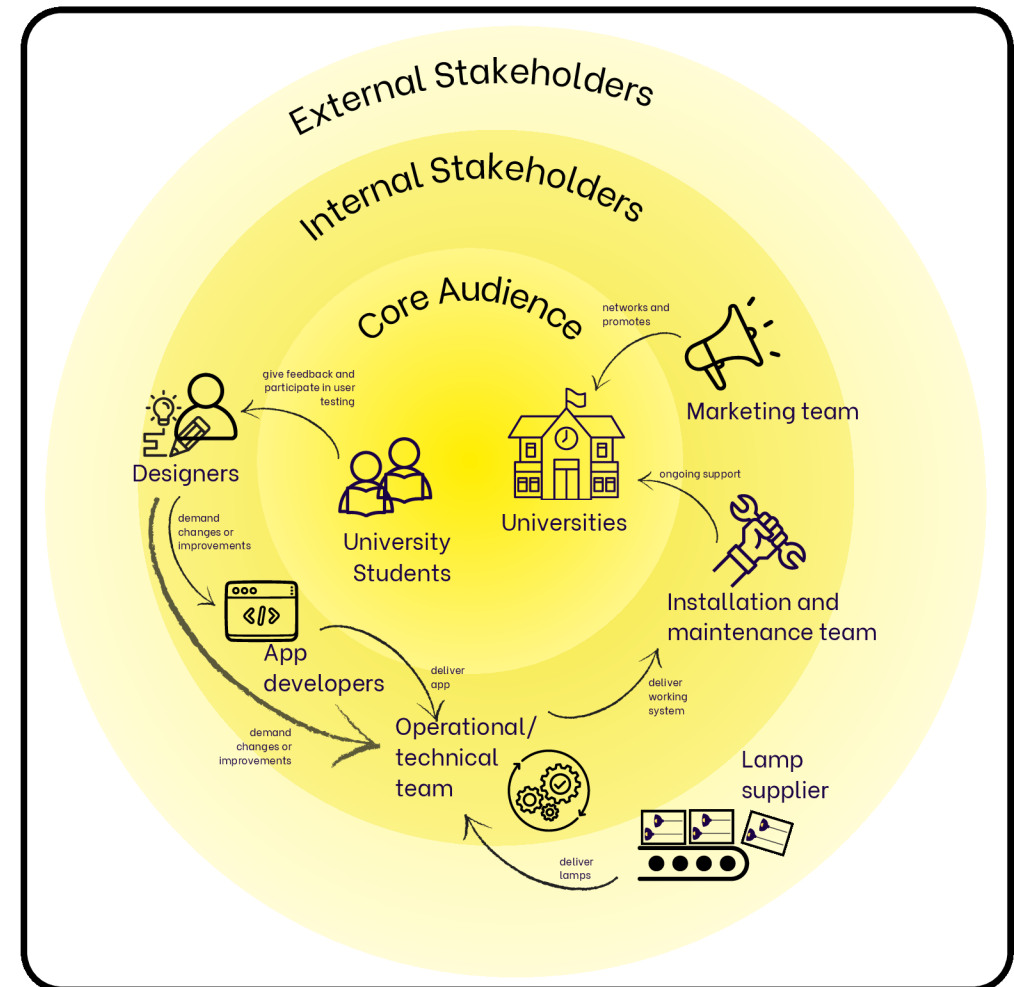 External Stakeholders
Internal Stakeholders
Core Audience
networks and
promotes
Marketing team
give feedback and
participate in user
testing
Designers
University
Students
Universities
ongoing support
demand
changes or
improvements
Installation and
maintenance team
App
developers
deliver
app
deliver
working
system
demand
changes or
improvements
Operational/
technical
team
Lamp
supplier
deliver
lamps